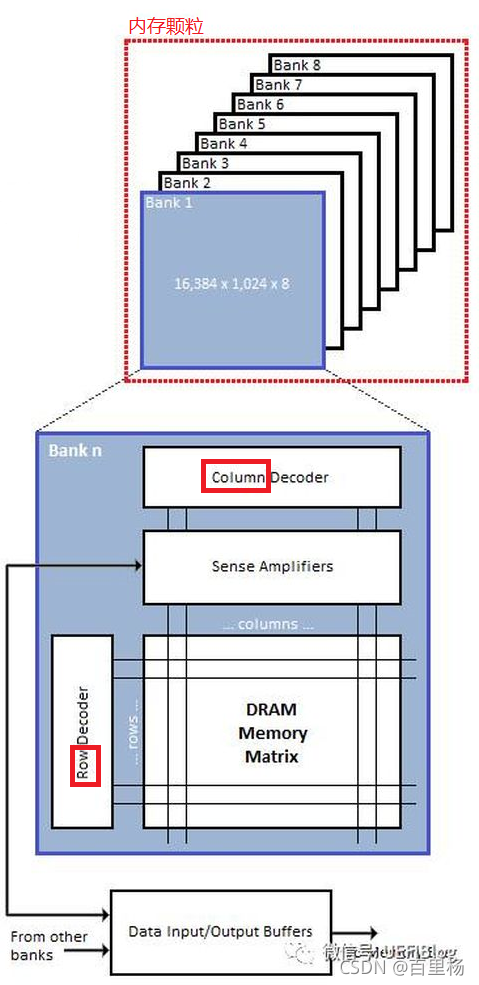 内存颗粒
Bank 8
Bank 7
Bank 6
Bank 5
Bank 4
Bank 3
Bank 2
Bank 1
16,384 x 1,024 x 8
Bank n
Column Decoder
Sense Amplifiers
... columns ...
Row Decoder
... rows ...
DRAM
Memory
Matrix
Data Input/Output Buffers
From other
banks
微信号: UEFIBlog
CSDN @百里杨